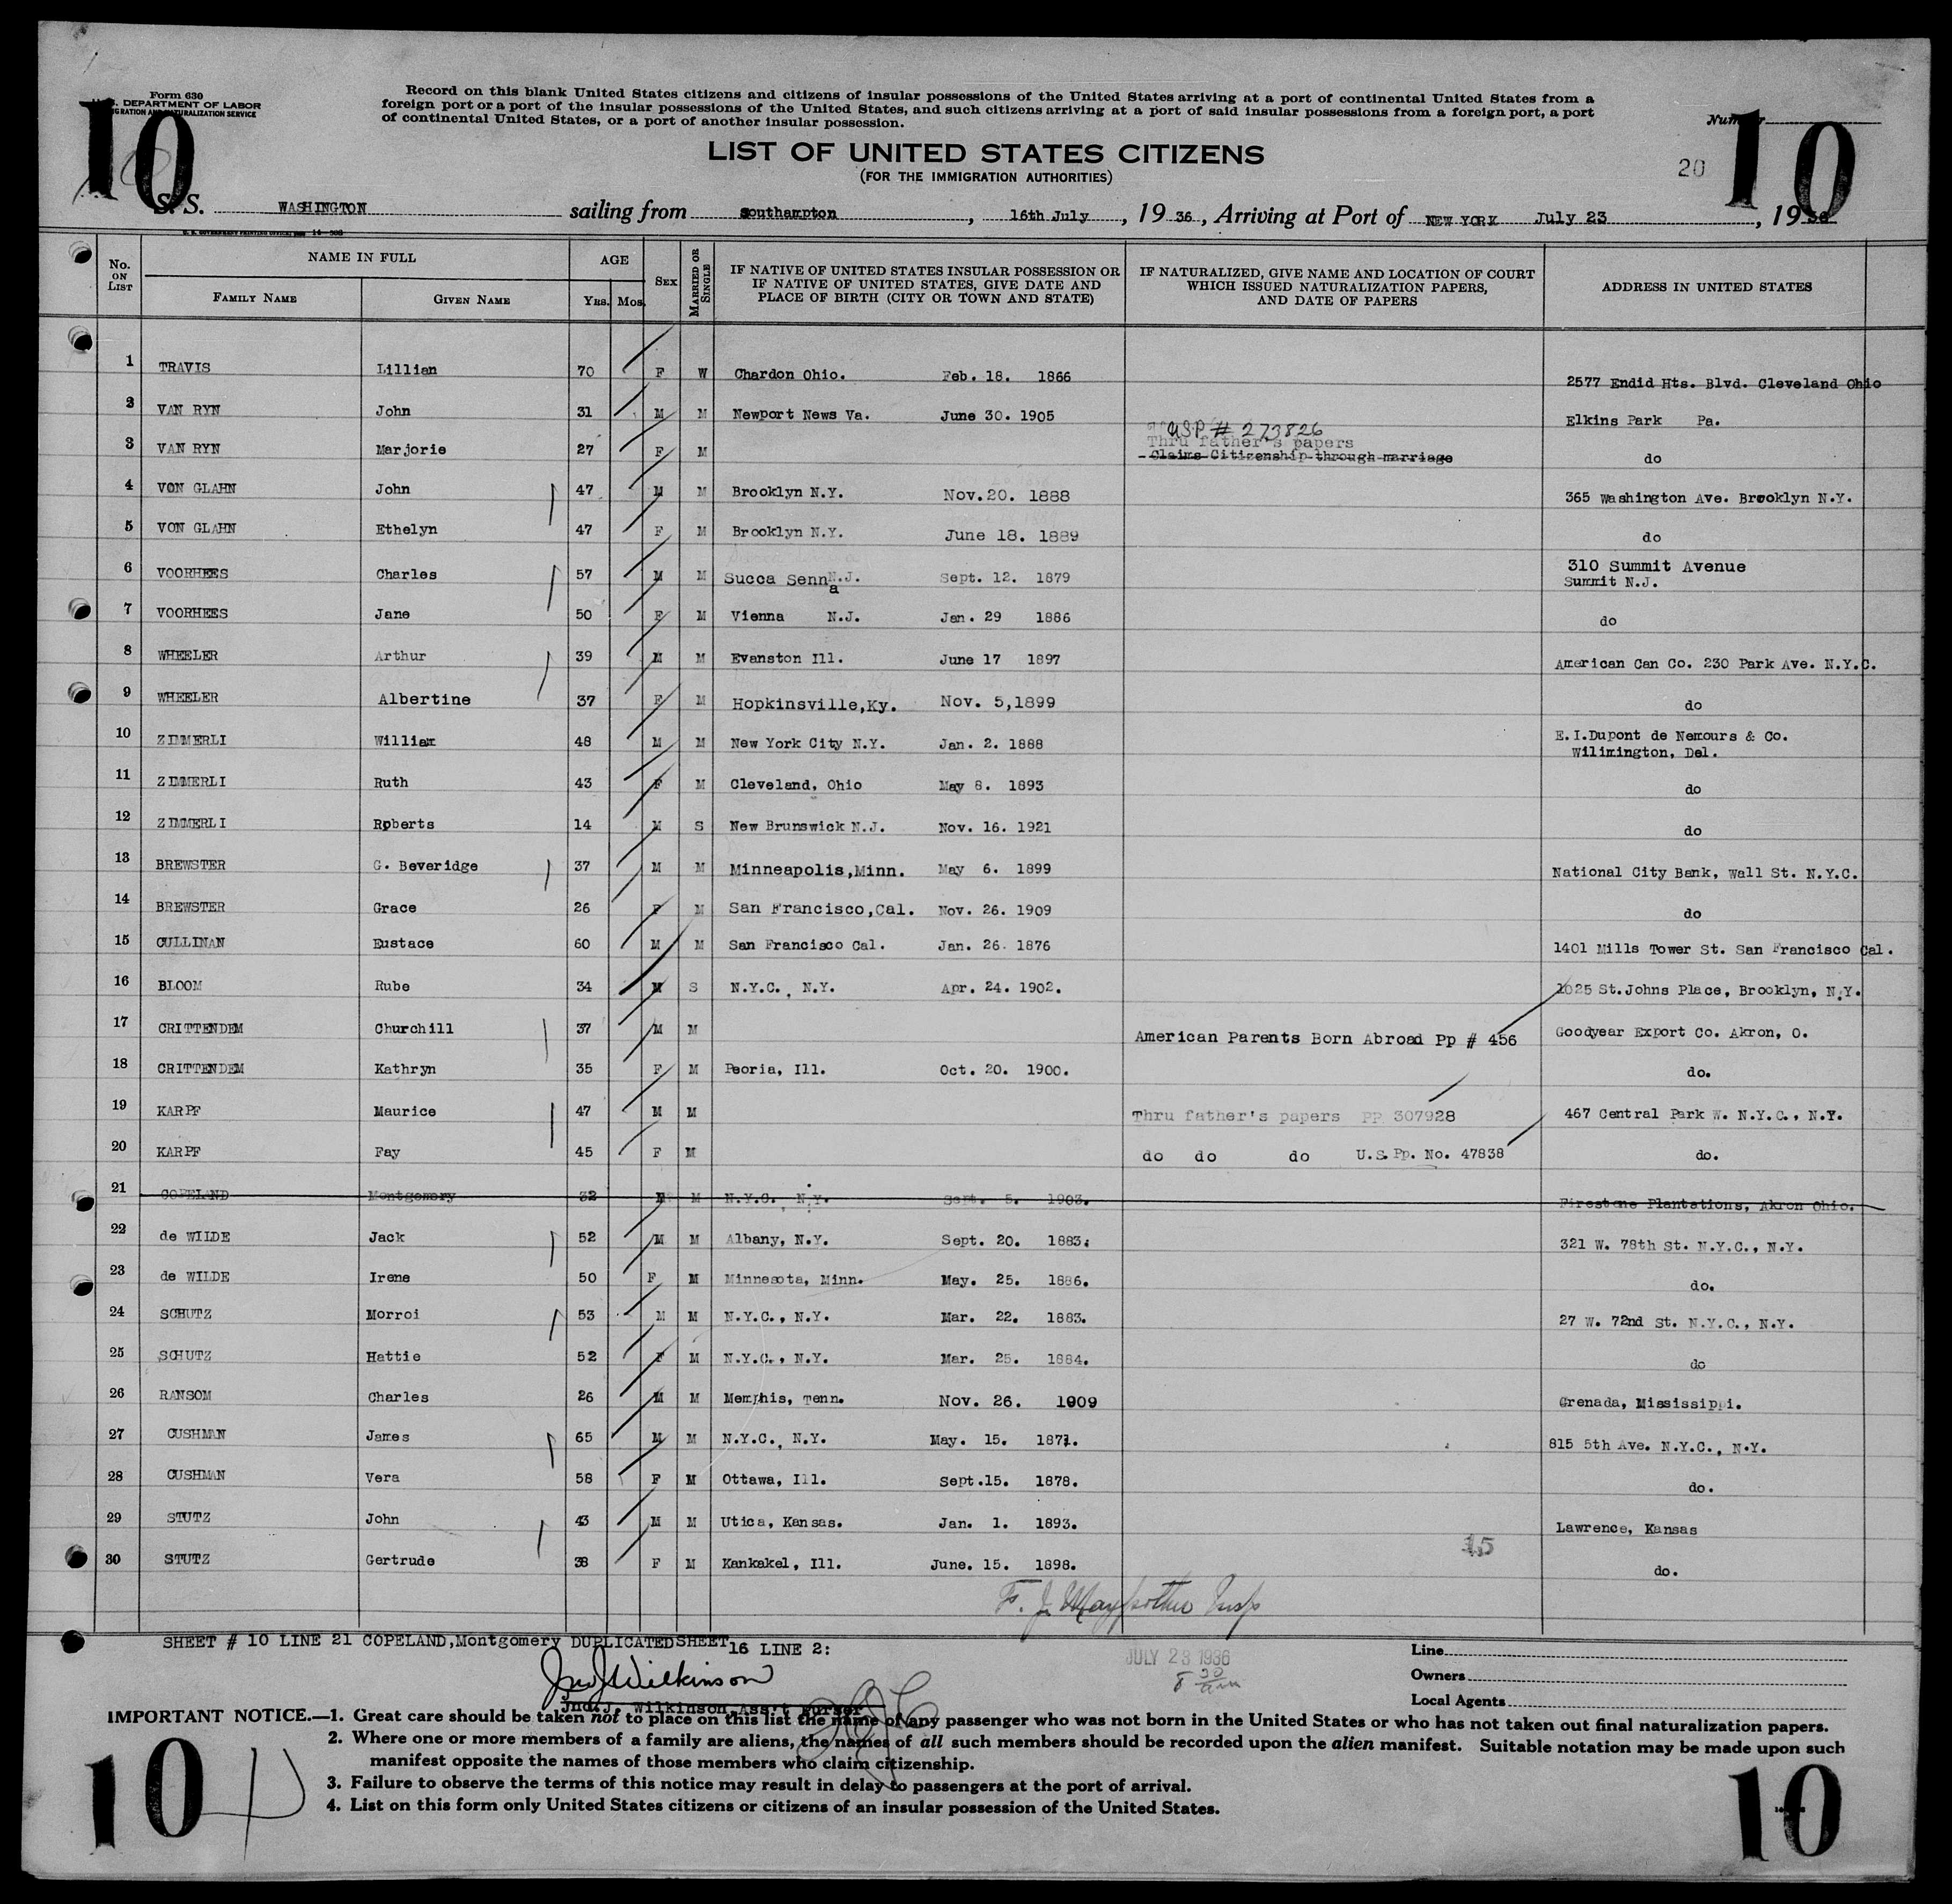 Form 630
U. S. DEPARTMENT OF LABOR
IMMIGRATION AND NATURALIZATION SERVICE
10
Record on this blank United States citizens and citizens of insular possessions of the United States arriving at a port of continental United States from a
foreign port or a port of the insular possessions of the United States, and such citizens arriving at a port of said insular possessions from a foreign port, a port
of continental United States, or a port of another insular possession.
Number
10
LIST OF UNITED STATES CITIZENS
(FOR THE IMMIGRATION AUTHORITIES)
20
S. S. WASHINGTON sailing from Southampton, 16th July, 19 36, Arriving at Port of NEW YORK July 23, 1936
No. ON LIST NAME IN FULL AGE SEX MARRIED OR SINGLE IF NATIVE OF UNITED STATES INSULAR POSSESSION OR IF NATIVE OF UNITED STATES, GIVE DATE AND PLACE OF BIRTH (CITY OR TOWN AND STATE) IF NATURALIZED, GIVE NAME AND LOCATION OF COURT WHICH ISSUED NATURALIZATION PAPERS, AND DATE OF PAPERS ADDRESS IN UNITED STATES
FAMILY NAME GIVEN NAME YRS. MOS.
1 TRAVIS Lillian 70 F W Chardon Ohio. Feb. 18. 1866 2577 Endid Hts. Blvd. Cleveland Ohio
2 VAN RYN John 31 M M Newport News Va. June 30. 1905 Elkins Park Pa.
USP # 273826
Thru father's papers
3 VAN RYN Marjorie 27 F M Claims Citizenship through marriage do
4 VON GLAHN John 47 M M Brooklyn N.Y. Nov. 20. 1888 365 Washington Ave. Brooklyn N.Y.
5 VON GLAHN Ethelyn 47 F M Brooklyn N.Y. June 18. 1889 do
6 VOORHEES Charles 57 M M Succa Senna N.J. Sept. 12. 1879 310 Summit Avenue
Summit N.J.
7 VOORHEES Jane 50 F M Vienna N.J. Jan. 29 1886 do
8 WHEELER Arthur 39 M M Evanston Ill. June 17 1897 American Can Co. 230 Park Ave. N.Y.C.
9 WHEELER Albertine 37 F M Hopkinsville,Ky. Nov. 5,1899 do
10 ZIMMERLI William 48 M M New York City N.Y. Jan. 2. 1888 E.I.Dupont de Nemours & Co.
Wilimington, Del.
11 ZIMMERLI Ruth 43 F M Cleveland, Ohio May 8. 1893 do
12 ZIMMERLI Roberts 14 M S New Brunswick N.J. Nov. 16. 1921 do
13 BREWSTER G. Beveridge 37 M M Minneapolis,Minn. May 6. 1899 National City Bank, Wall St. N.Y.C.
14 BREWSTER Grace 26 F M San Francisco,Cal. Nov. 26. 1909 do
15 CULLINAN Eustace 60 M M San Francisco Cal. Jan. 26. 1876 1401 Mills Tower St. San Francisco Cal.
16 BLOOM Rube 34 M S N.Y.C., N.Y. Apr. 24. 1902. 1625 St.Johns Place, Brooklyn, N.Y.
17 CRITTENDEM Churchill 37 M M American Parents Born Abroad Pp # 456 Goodyear Export Co. Akron, O.
18 CRITTENDEM Kathryn 35 F M Peoria, Ill. Oct. 20. 1900. do.
19 KARPF Maurice 47 M M Thru father's papers PP 307928 467 Central Park W. N.Y.C., N.Y.
20 KARPF Fay 45 F M do do do U.S. Pp. No. 47838 do.
21 COPELAND Montgomery 32 M M N.Y.C., N.Y. Sept. 5. 1903. Firestone Plantations, Akron Ohio.
22 de WILDE Jack 52 M M Albany, N.Y. Sept. 20. 1883. 321 W. 78th St. N.Y.C., N.Y.
23 de WILDE Irene 50 F M Minnesota, Minn. May. 25. 1886. do.
24 SCHUTZ Morroi 53 M M N.Y.C., N.Y. Mar. 22. 1883. 27 W. 72nd St. N.Y.C., N.Y.
25 SCHUTZ Hattie 52 F M N.Y.C., N.Y. Mar. 25. 1884. do
26 RANSOM Charles 26 M M Memphis, Tenn. Nov. 26. 1909 Grenada, Mississippi.
27 CUSHMAN James 65 M M N.Y.C., N.Y. May. 15. 1871. 815 5th Ave. N.Y.C., N.Y.
28 CUSHMAN Vera 58 F M Ottawa, Ill. Sept.15. 1878. do.
29 STUTZ John 43 M M Utica, Kansas. Jan. 1. 1893. Lawrence, Kansas
30 STUTZ Gertrude 38 F M Kankakel, Ill. June. 15. 1898. do.
15
SHEET # 10 LINE 21 COPELAND,Montgomery DUPLICATED SHEET 16 LINE 2:
JULY 23 1936
8 30 am
Line
Owners
Local Agents
Jno J Wilkinson
Jno. J. Wilkinson Ass't Purser
IMPORTANT NOTICE.—1. Great care should be taken not to place on this list the name of any passenger who was not born in the United States or who has not taken out final naturalization papers.
2. Where one or more members of a family are aliens, the names of all such members should be recorded upon the alien manifest. Suitable notation may be made upon such
manifest opposite the names of those members who claim citizenship.
3. Failure to observe the terms of this notice may result in delay to passengers at the port of arrival.
4. List on this form only United States citizens or citizens of an insular possession of the United States.
10
10